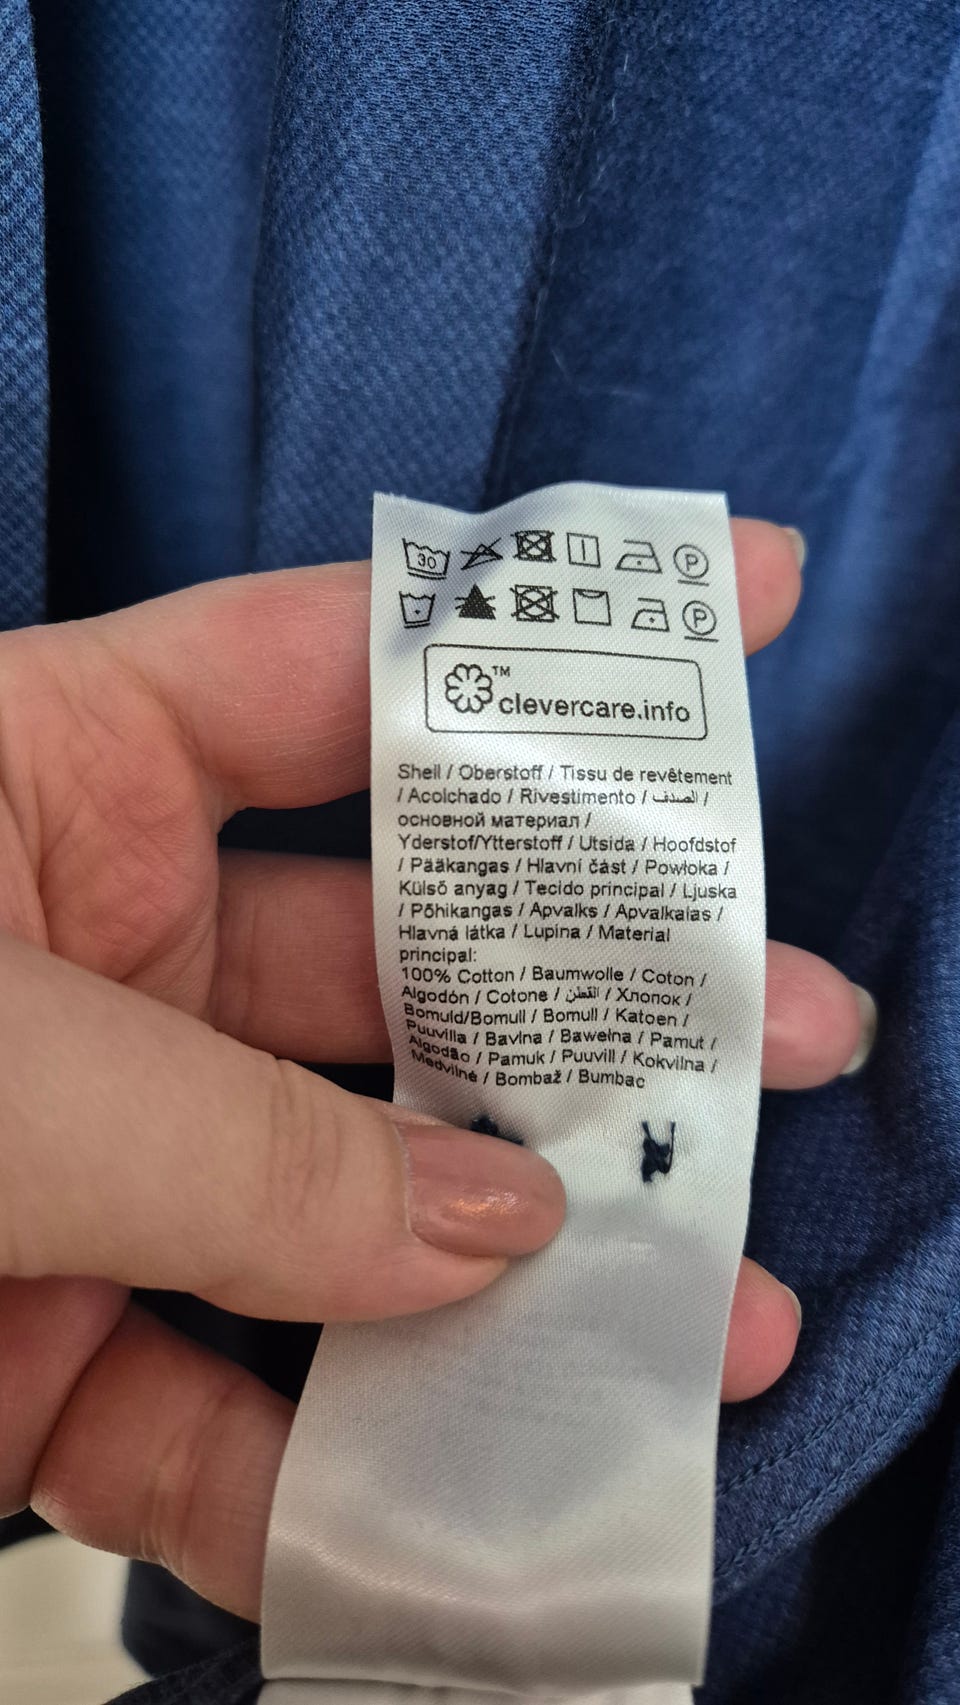 30 P
P
TM
clevercare.info
Shell / Oberstoff / Tissu de revêtement
/ Acolchado / Rivestimento / الصدف /
основной материал /
Yderstof/Ytterstoff / Utsida / Hoofdstof
/ Pääkangas / Hlavní část / Powłoka /
Külső anyag / Tecido principal / Ljuska
/ Põhikangas / Apvalks / Apvalkalas /
Hlavná látka / Lupina / Material
principal:
100% Cotton / Baumwolle / Coton /
Algodón / Cotone / القطن / Хлопок /
Bomuld/Bomull / Bomull / Katoen /
Puuvilla / Bavlna / Bawełna / Pamut /
Algodão / Pamuk / Puuvill / Kokvilna /
Medvilnė / Bombaž / Bumbac